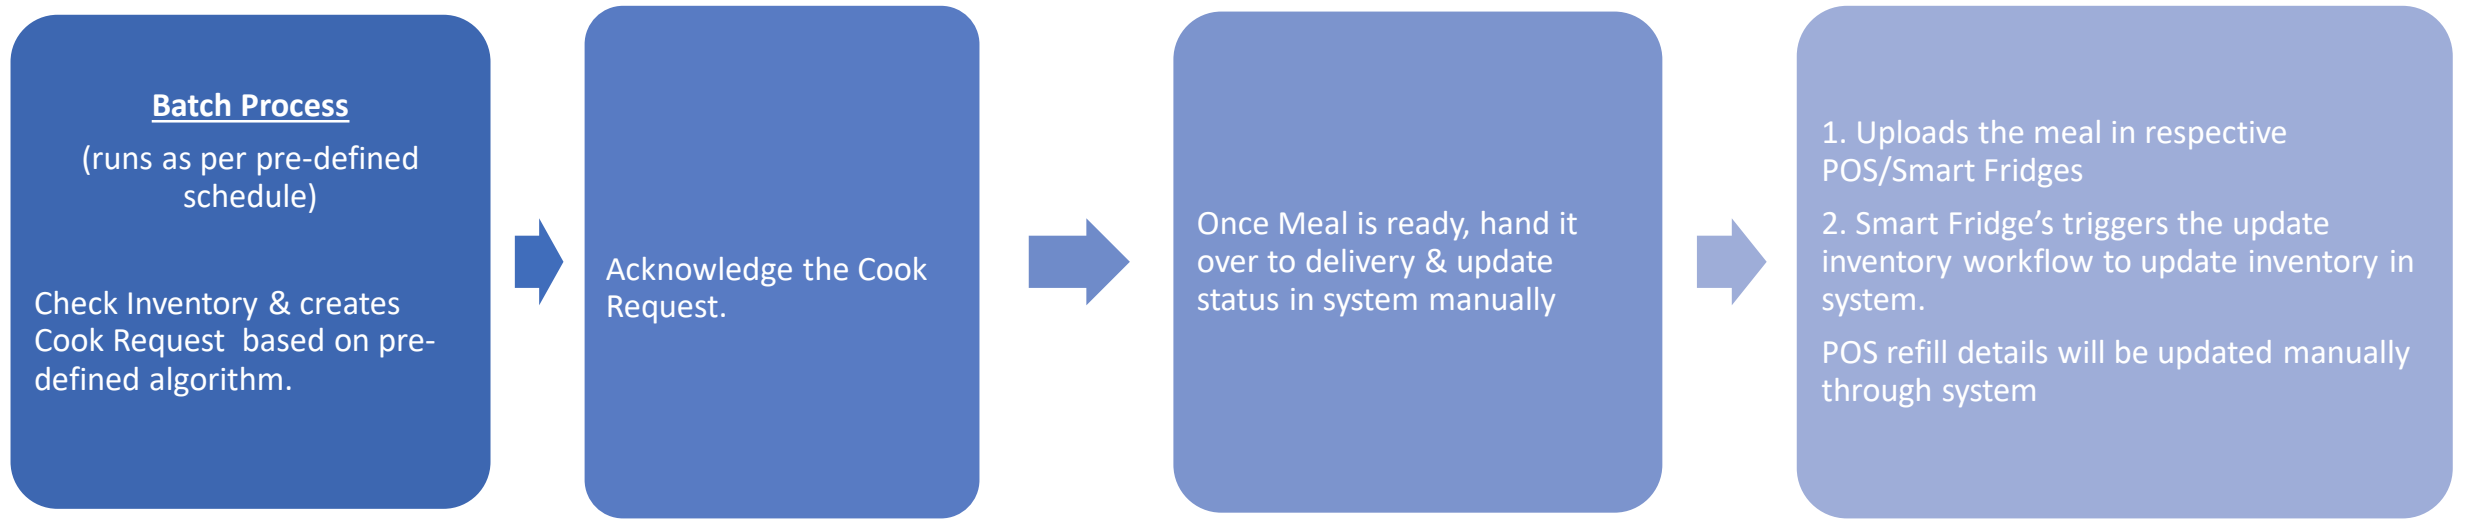 Batch Process
(runs as per pre-defined
schedule)
Check Inventory & creates
Cook Request  based on pre-
defined algorithm.
Acknowledge the Cook
Request.
Once Meal is ready, hand it
over to delivery & update
status in system manually
1. Uploads the meal in respective
POS/Smart Fridges
2. Smart Fridge’s triggers the update
inventory workflow to update inventory in
system.
POS refill details will be updated manually
through system